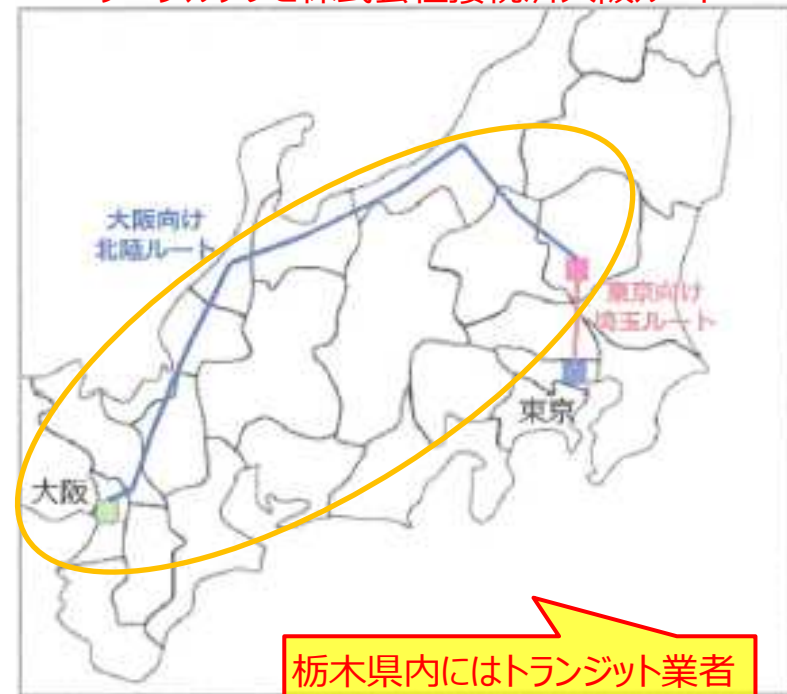 大阪向け
北陸ルート
東京向け
埼玉ルート
東京
大阪
栃木県内にはトランジット業者